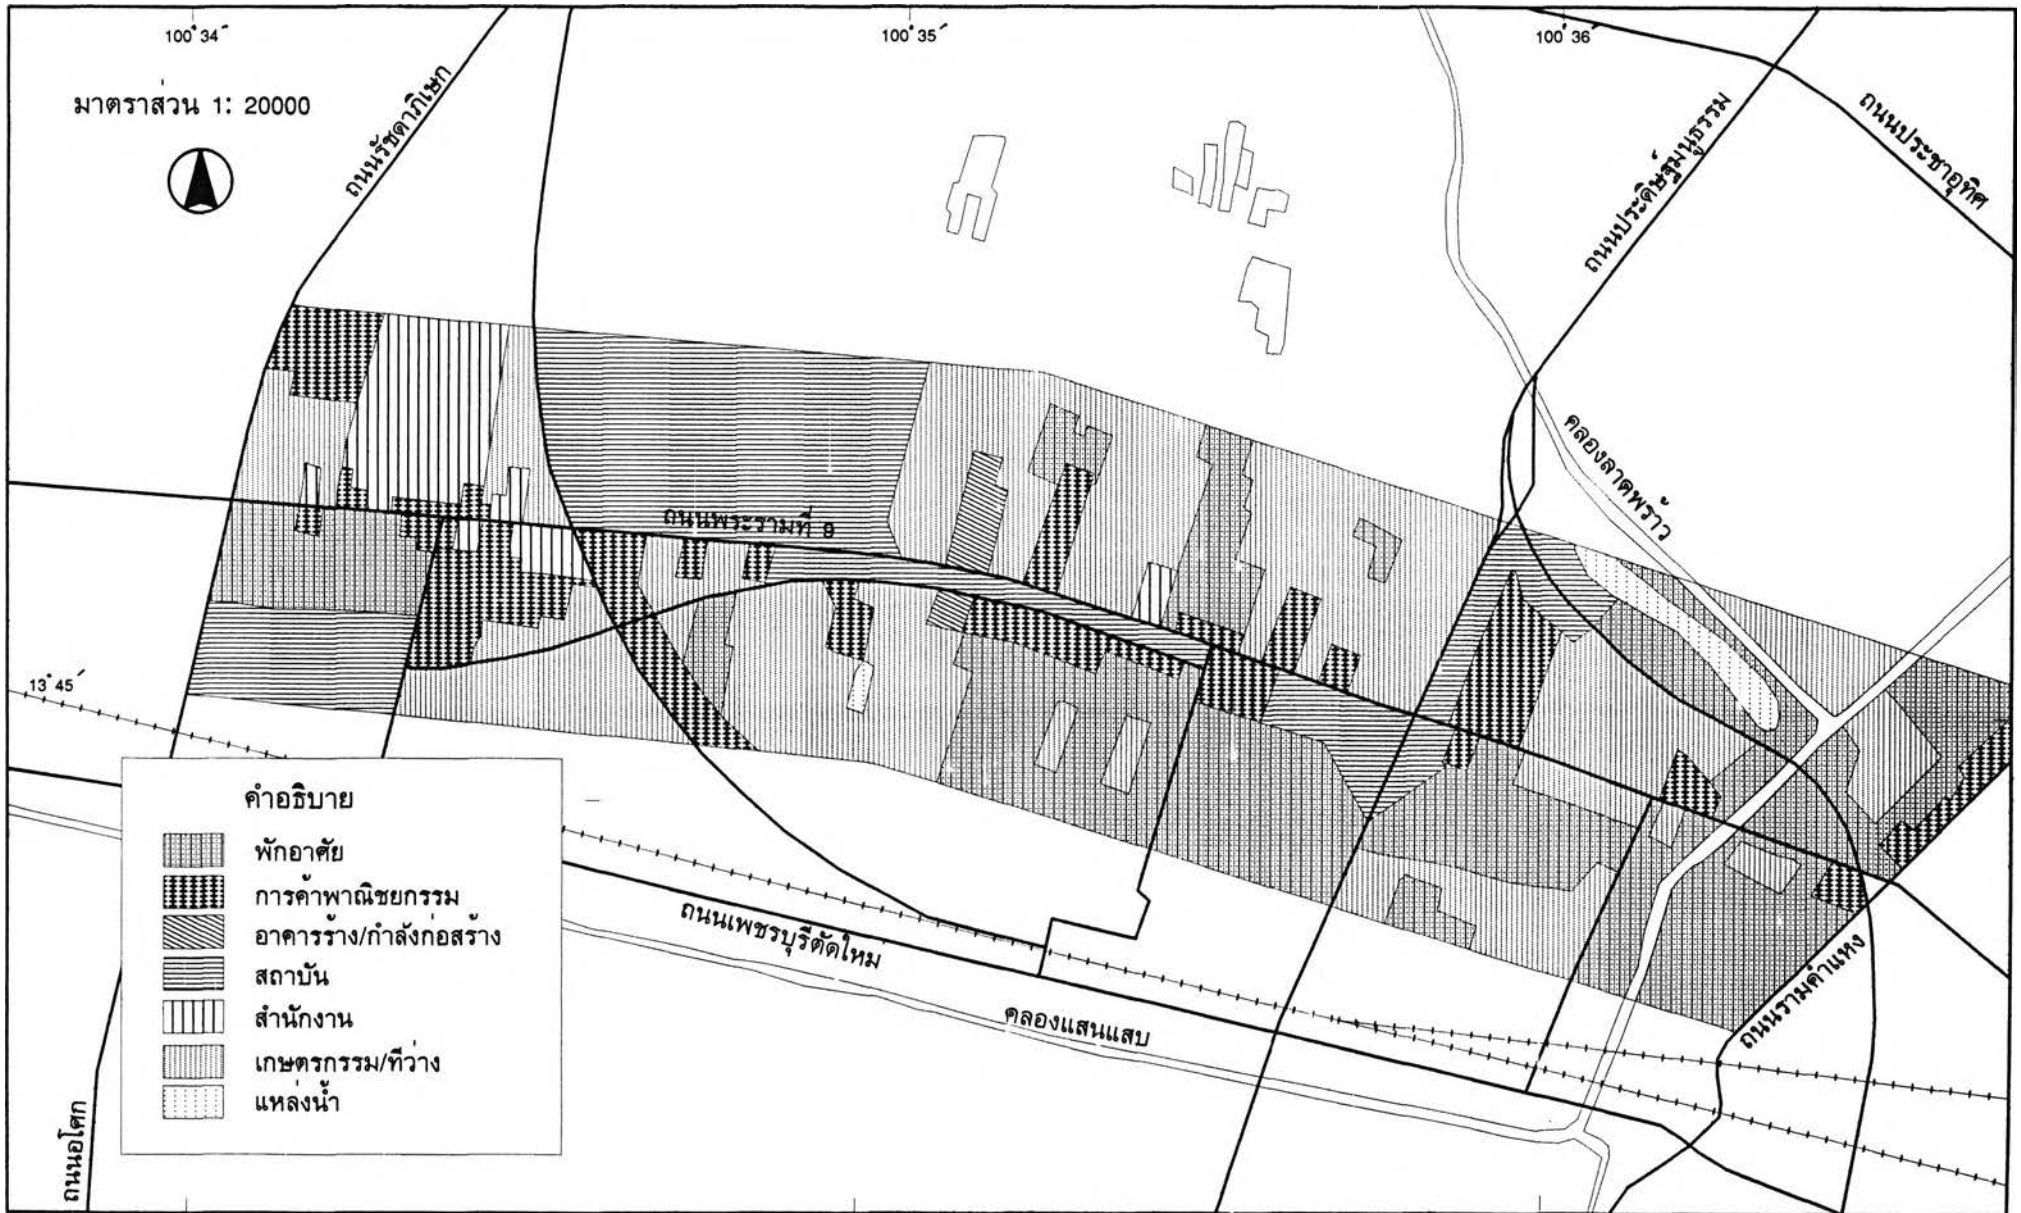 100°34′
100°35′
100°36′
มาตราส่วน 1: 20000
ถนนรัชดาภิเษก
ถนนประดิษฐ์มนูธรรม
ถนนประชาอุทิศ
คลองลาดพร้าว
ถนนพระรามที่ 9
13°45′
คำอธิบาย
พักอาศัย
การค้าพาณิชยกรรม
อาคารร้าง/กำลังก่อสร้าง
สถาบัน
สำนักงาน
เกษตรกรรม/ที่ว่าง
แหล่งน้ำ
ถนนเพชรบุรีตัดใหม่
คลองแสนแสบ
ถนนรามคำแหง
ถนนอโศก